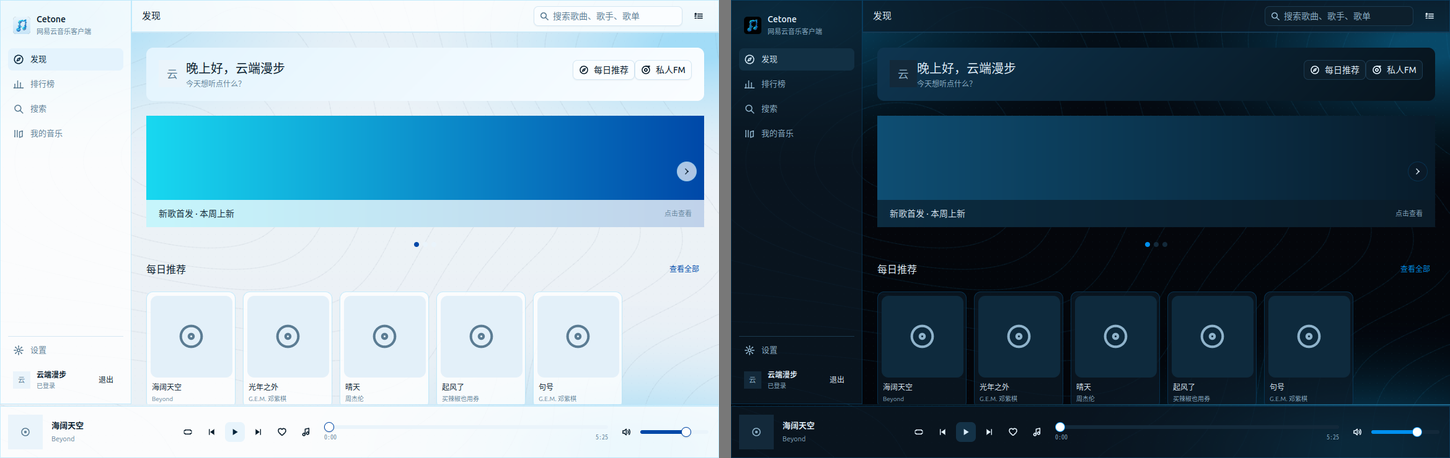 Cetone
网易云音乐客户端
发现
排行榜
搜索
我的音乐
设置
云
云端漫步
已登录
退出
发现
搜索歌曲、歌手、歌单
云
晚上好，云端漫步
今天想听点什么？
每日推荐
私人FM
新歌首发 · 本周上新
点击查看
每日推荐
查看全部
海阔天空
Beyond
光年之外
G.E.M. 邓紫棋
晴天
周杰伦
起风了
买辣椒也用券
句号
G.E.M. 邓紫棋
海阔天空
Beyond
0:00
5:25
Cetone
网易云音乐客户端
发现
排行榜
搜索
我的音乐
设置
云
云端漫步
已登录
退出
发现
搜索歌曲、歌手、歌单
云
晚上好，云端漫步
今天想听点什么？
每日推荐
私人FM
新歌首发 · 本周上新
点击查看
每日推荐
查看全部
海阔天空
Beyond
光年之外
G.E.M. 邓紫棋
晴天
周杰伦
起风了
买辣椒也用券
句号
G.E.M. 邓紫棋
海阔天空
Beyond
0:00
5:25